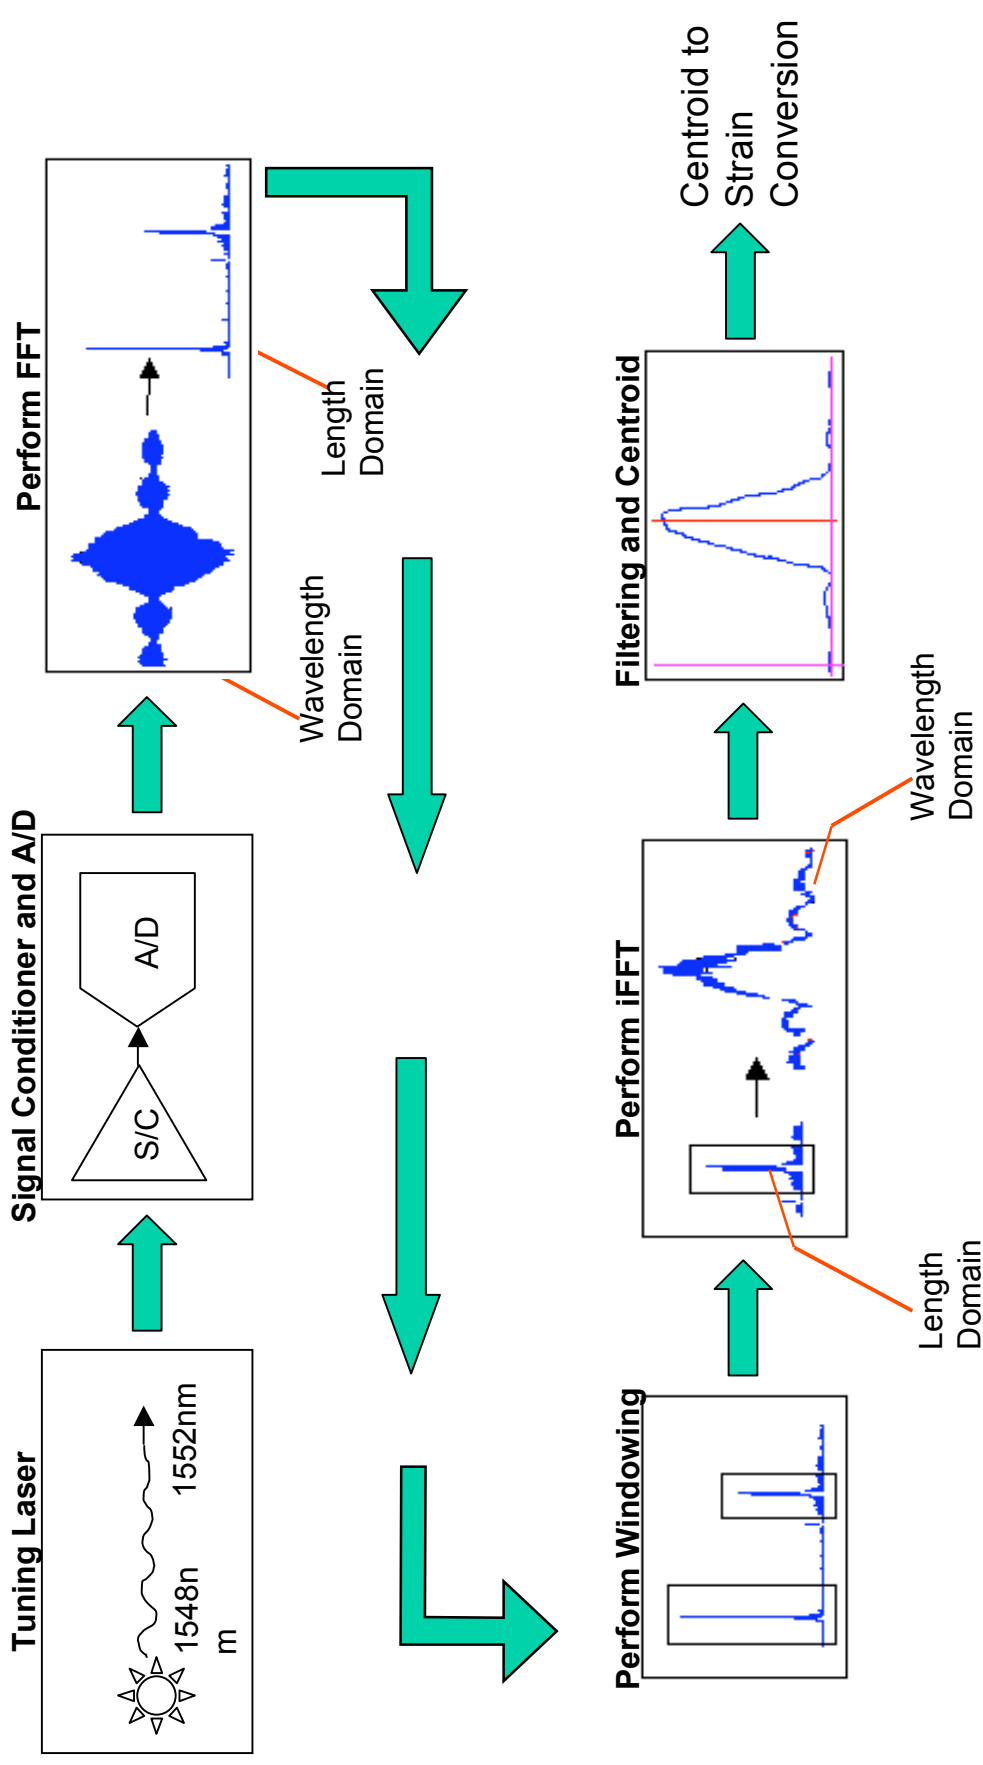 Tuning Laser
1548n
m
1552nm
Signal Conditioner and A/D
S/C
A/D
Perform FFT
Wavelength
Domain
Length
Domain
Perform Windowing
Perform iFFT
Length
Domain
Wavelength
Domain
Filtering and Centroid
Centroid to
Strain
Conversion